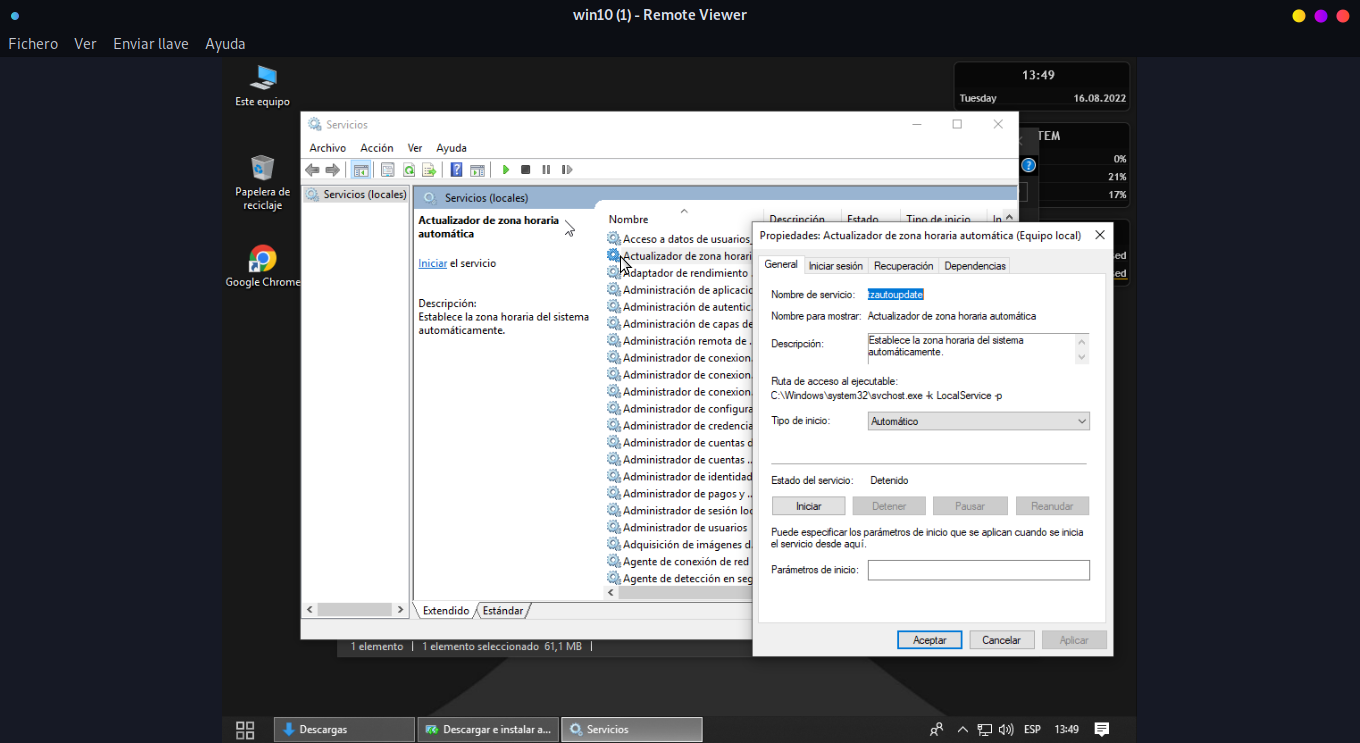 win10 (1) - Remote Viewer
Fichero Ver Enviar llave Ayuda
Este equipo
Papelera de
reciclaje
Google Chrome
13:49
Tuesday 16.08.2022
TEM
0%
21%
17%
ed
ed
Servicios
Archivo Acción Ver Ayuda
Servicios (locales)
Servicios (locales)
Actualizador de zona horaria
automática
Iniciar el servicio
Descripción:
Establece la zona horaria del sistema
automáticamente.
Nombre Descripción Estado Tipo de inicio In
Acceso a datos de usuarios_
Actualizador de zona horari
Adaptador de rendimiento
Administración de aplicacio
Administración de autentic
Administración de capas de
Administración remota de .
Administrador de conexion
Administrador de conexion
Administrador de conexion
Administrador de configura
Administrador de credencia
Administrador de cuentas d
Administrador de cuentas ..
Administrador de identidad
Administrador de pagos y ..
Administrador de sesión loc
Administrador de usuarios
Adquisición de imágenes d
Agente de conexión de red
Agente de detección en seg
Extendido Estándar
Propiedades: Actualizador de zona horaria automática (Equipo local)
General Iniciar sesión Recuperación Dependencias
Nombre de servicio: tzautoupdate
Nombre para mostrar: Actualizador de zona horaria automática
Descripción: Establece la zona horaria del sistema
automáticamente.
Ruta de acceso al ejecutable:
C:\Windows\system32\svchost.exe -k LocalService -p
Tipo de inicio: Automático
Estado del servicio: Detenido
Iniciar Detener Pausar Reanudar
Puede especificar los parámetros de inicio que se aplican cuando se inicia
el servicio desde aquí.
Parámetros de inicio:
Aceptar Cancelar Aplicar
1 elemento | 1 elemento seleccionado 61,1 MB |
Descargas Descargar e instalar a... Servicios ESP 13:49